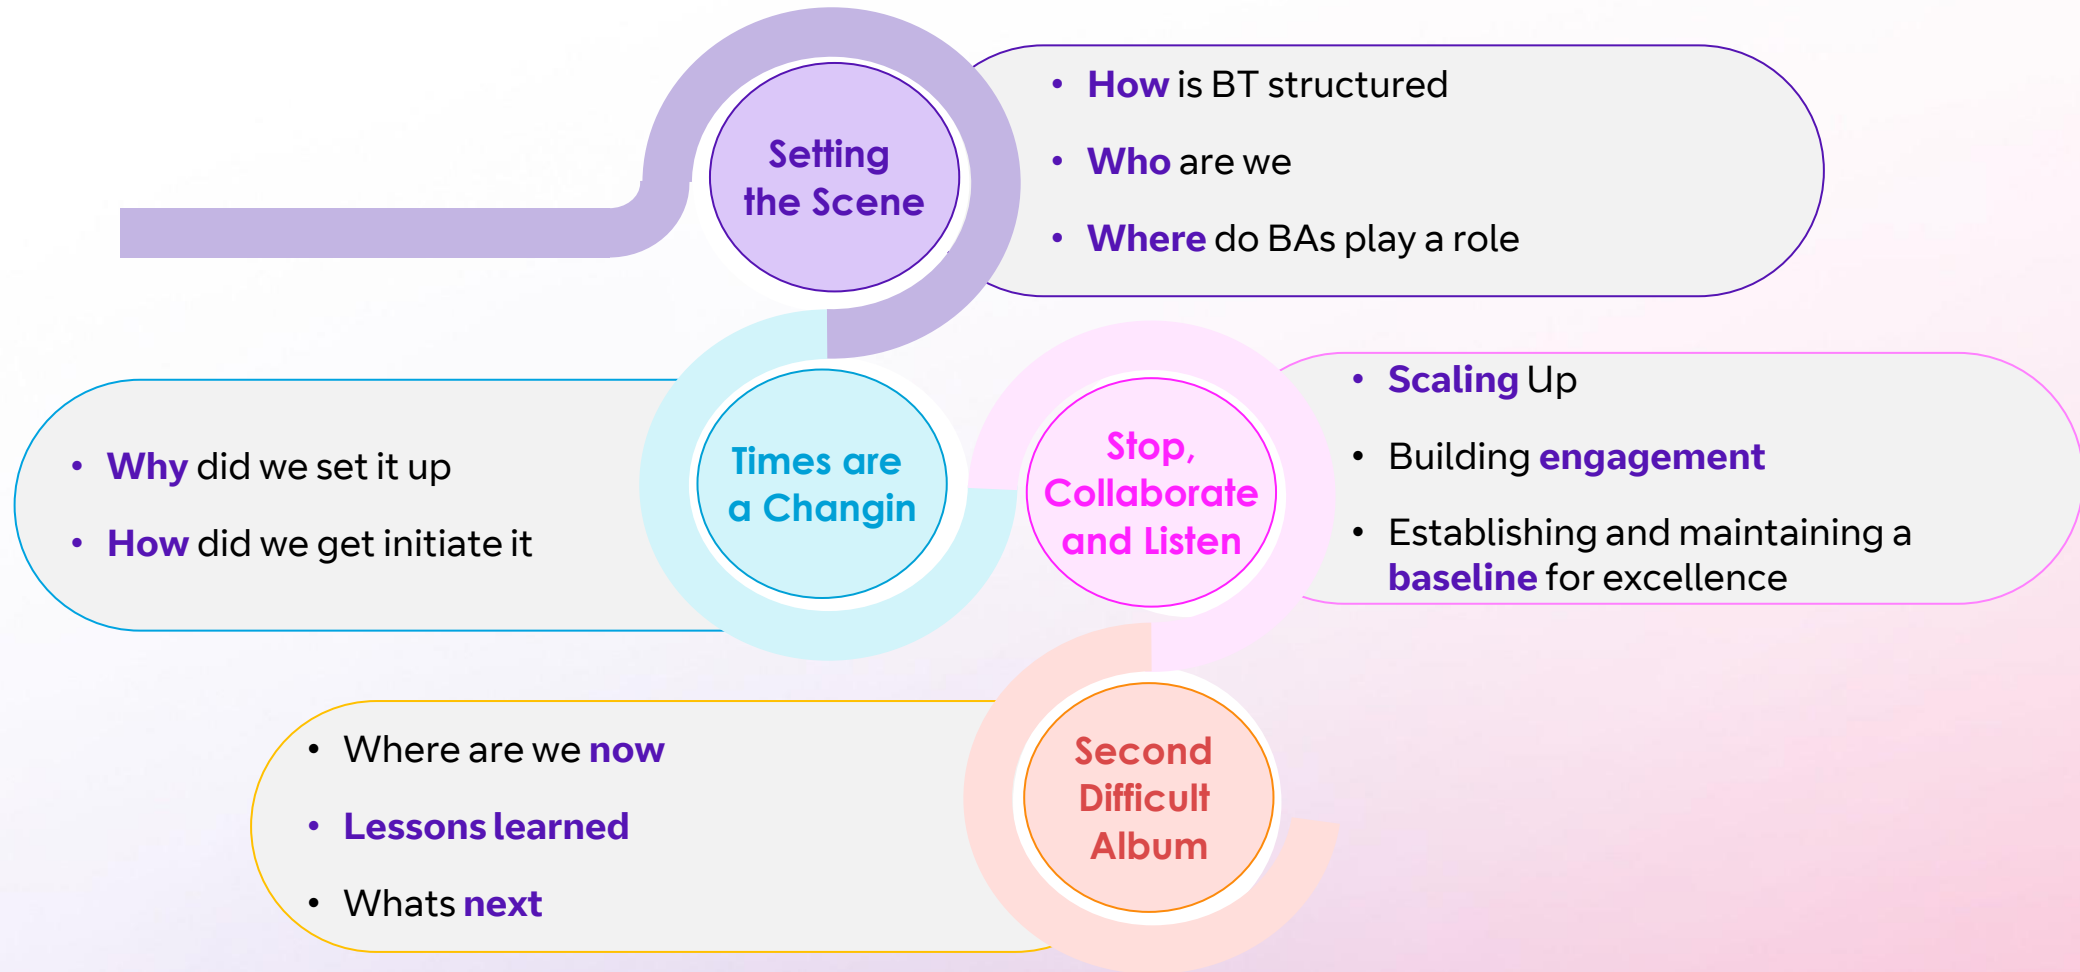 Setting
the Scene
• How is BT structured
• Who are we
• Where do BAs play a role
Times are
a Changin
• Why did we set it up
• How did we get initiate it
Stop,
Collaborate
and Listen
• Scaling Up
• Building engagement
• Establishing and maintaining a
baseline for excellence
Second
Difficult
Album
• Where are we now
• Lessons learned
• Whats next